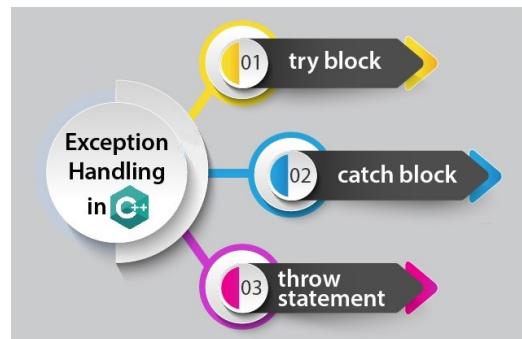 Exception
Handling
in C++
01 try block
02 catch block
03 throw
statement